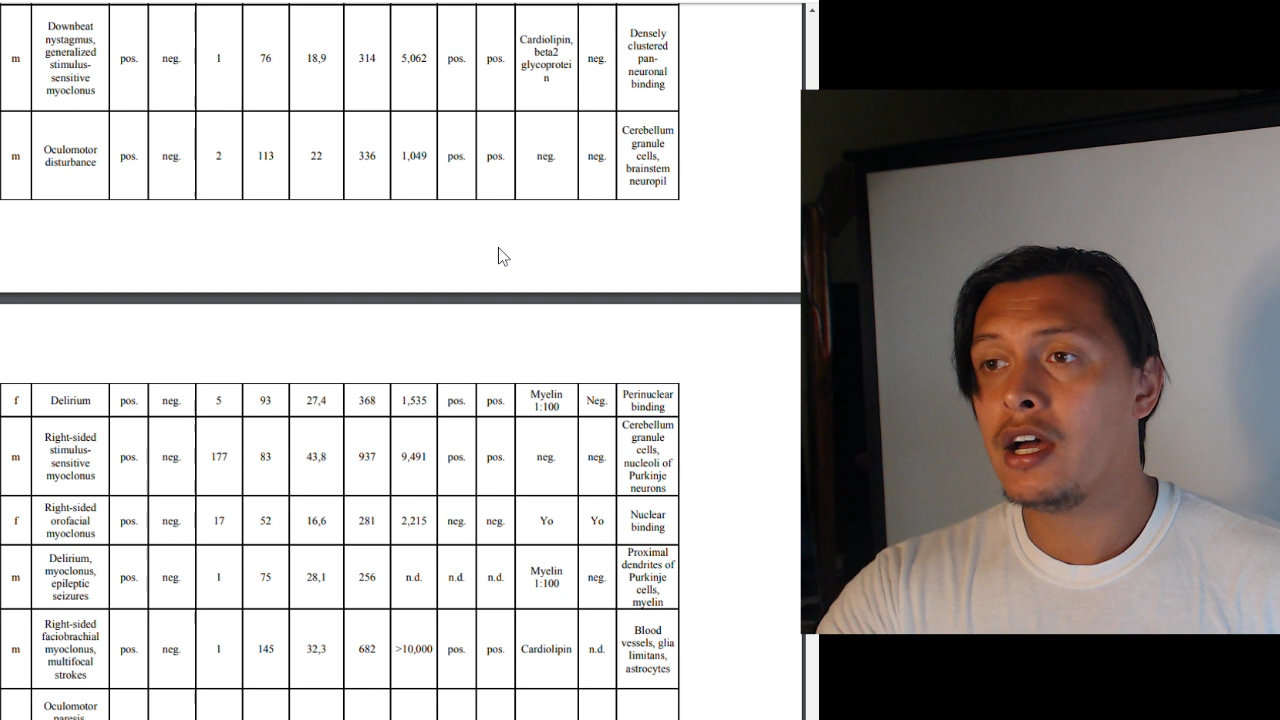 m Downbeat nystagmus, generalized stimulus-sensitive myoclonus pos. neg. 1 76 18,9 314 5,062 pos. pos. Cardiolipin, beta2 glycoprotein neg. Densely clustered pan-neuronal binding
m Oculomotor disturbance pos. neg. 2 113 22 336 1,049 pos. pos. neg. neg. Cerebellum granule cells, brainstem neuropil
f Delirium pos. neg. 5 93 27,4 368 1,535 pos. pos. Myelin 1:100 Neg. Perinuclear binding
m Right-sided stimulus-sensitive myoclonus pos. neg. 177 83 43,8 937 9,491 pos. pos. neg. neg. Cerebellum granule cells, nucleoli of Purkinje neurons
f Right-sided orofacial myoclonus pos. neg. 17 52 16,6 281 2,215 neg. neg. Yo Yo Nuclear binding
m Delirium, myoclonus, epileptic seizures pos. neg. 1 75 28,1 256 n.d. n.d. n.d. Myelin 1:100 neg. Proximal dendrites of Purkinje cells, myelin
m Right-sided faciobrachial myoclonus, multifocal strokes pos. neg. 1 145 32,3 682 >10,000 pos. pos. Cardiolipin n.d. Blood vessels, glia limitans, astrocytes
Oculomotor paresis